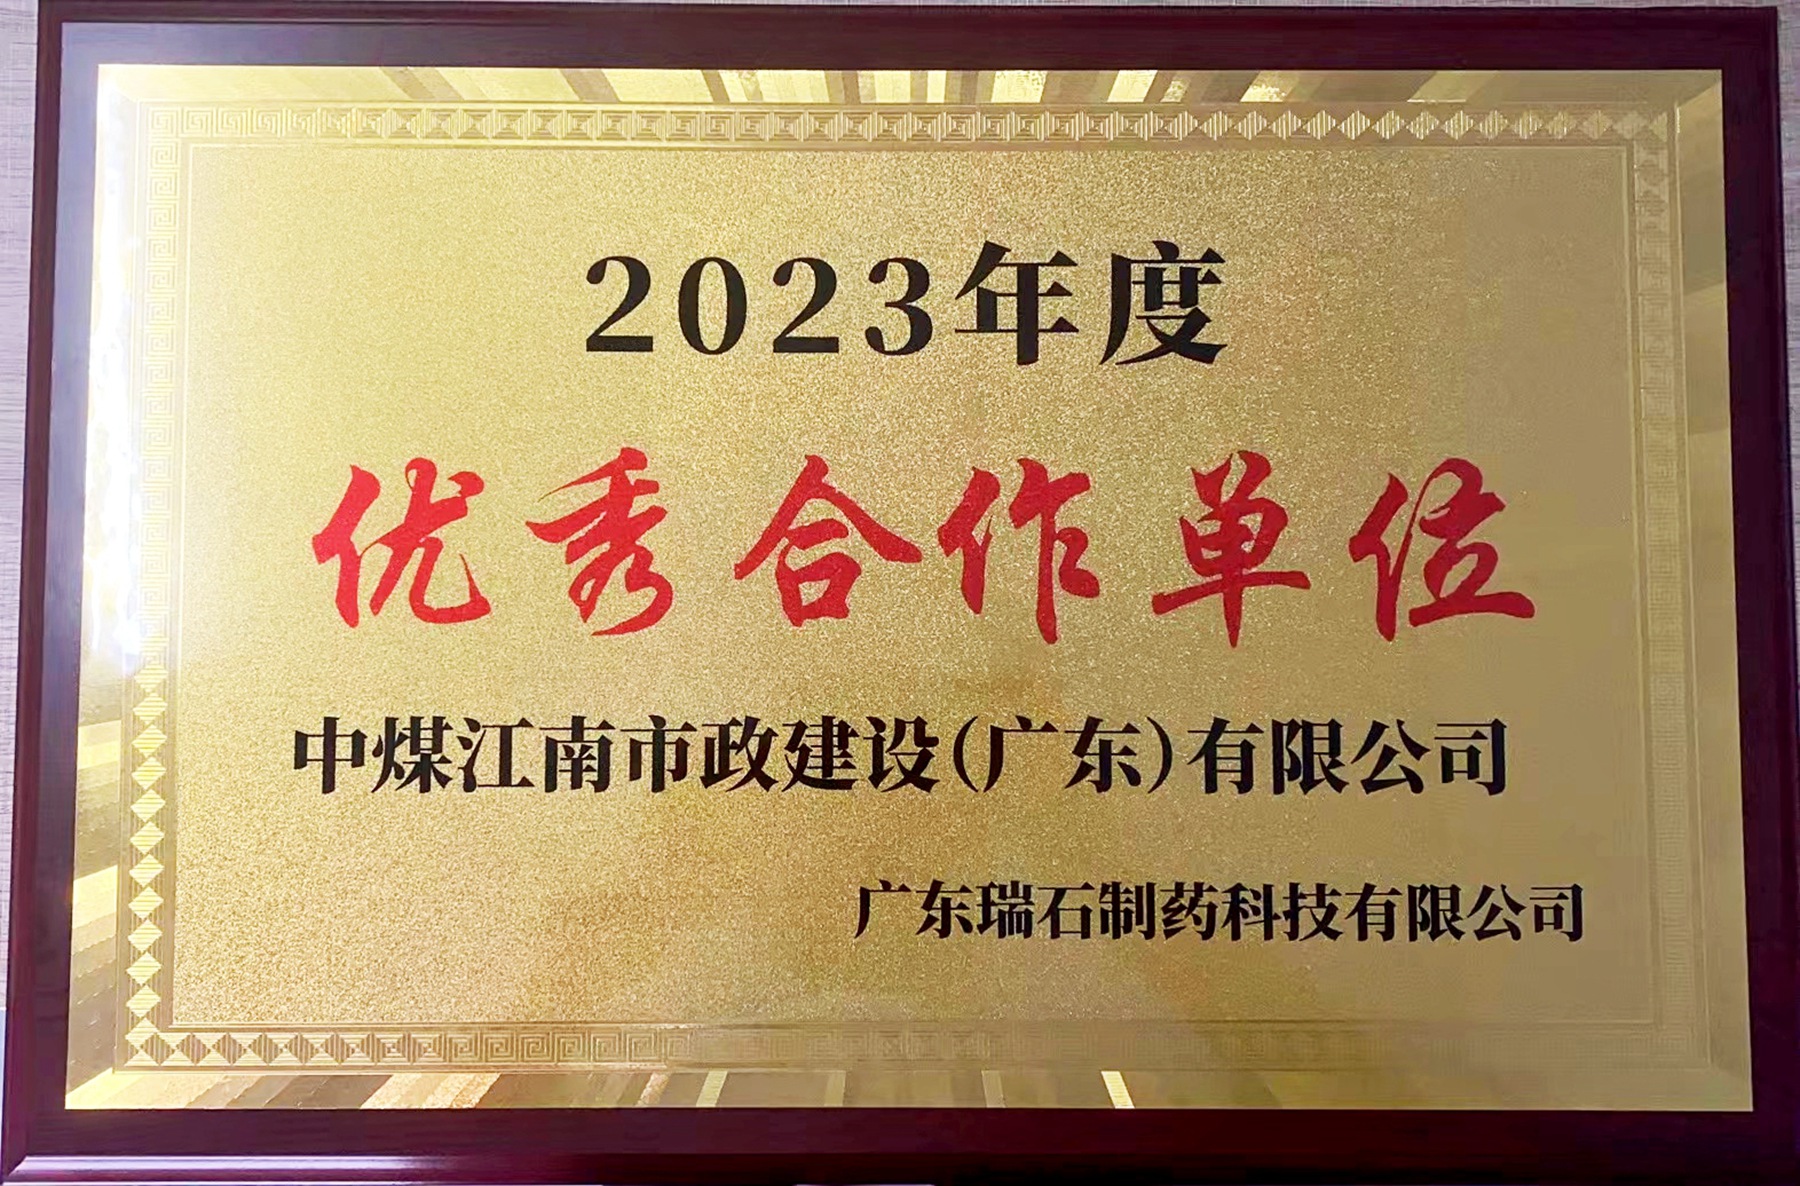 2023年度
优秀合作单位
中煤江南市政建设(广东)有限公司
广东瑞石制药科技有限公司